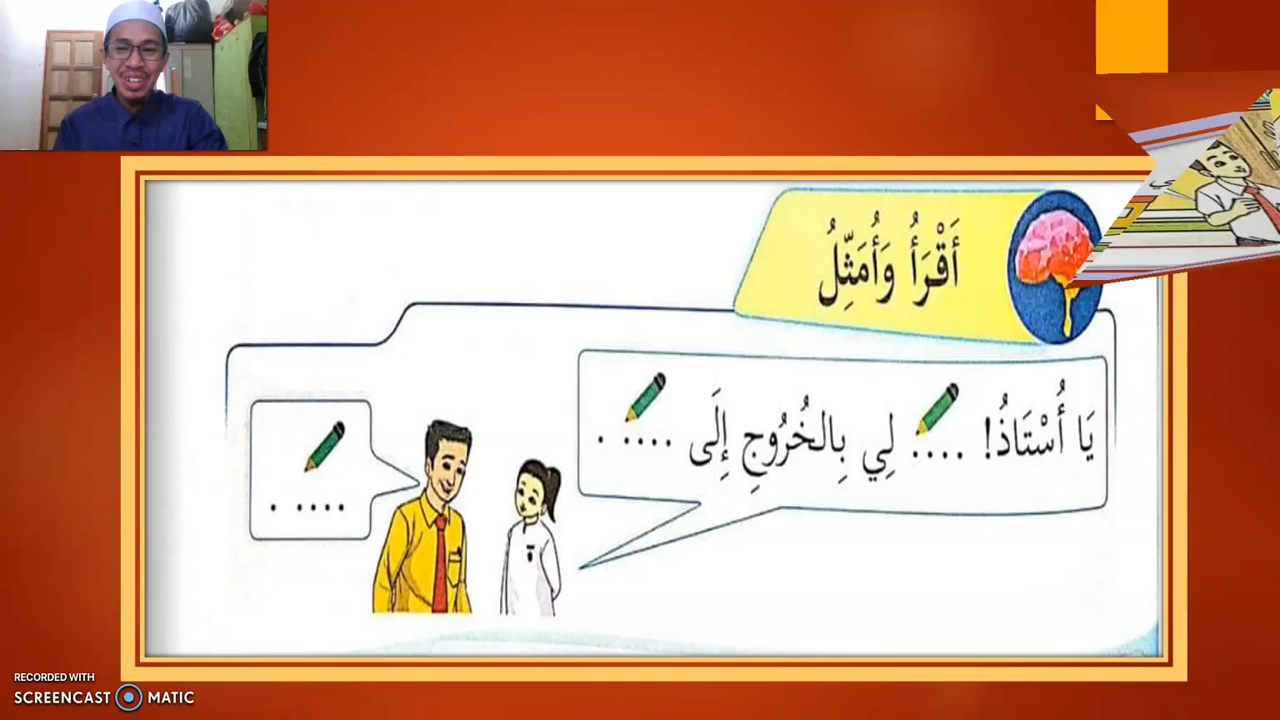 أَقْرَأُ وَأُمَثِّلُ
يَا أُسْتَاذُ! .... لِي بِالخُرُوجِ إِلَى .... .
.... .
RECORDED WITH
SCREENCAST MATIC